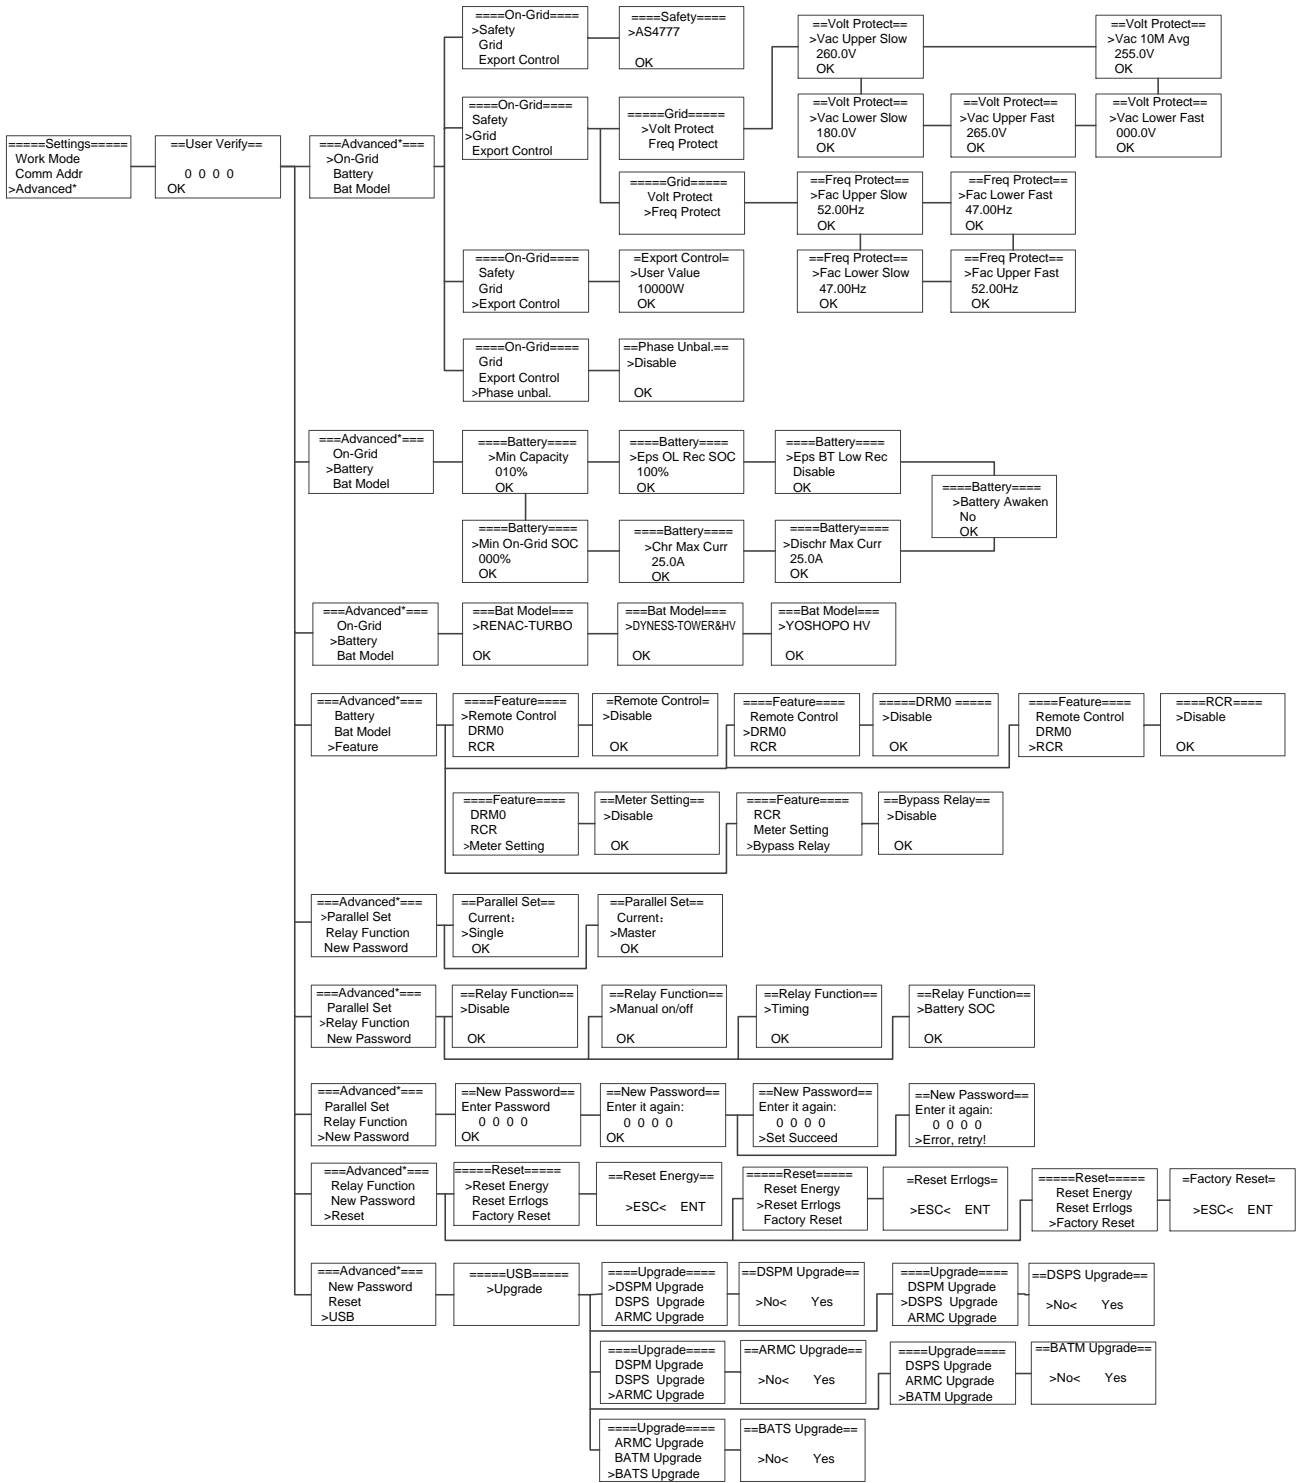 =====Settings=====
Work Mode
Comm Addr
>Advanced*
==User Verify==
0 0 0 0
OK
===Advanced*===
>On-Grid
Battery
Bat Model
====On-Grid====
>Safety
Grid
Export Control
====Safety====
>AS4777
OK
====On-Grid====
Safety
>Grid
Export Control
=====Grid=====
>Volt Protect
Freq Protect
==Volt Protect==
>Vac Upper Slow
260.0V
OK
==Volt Protect==
>Vac 10M Avg
255.0V
OK
==Volt Protect==
>Vac Lower Slow
180.0V
OK
==Volt Protect==
>Vac Upper Fast
265.0V
OK
==Volt Protect==
>Vac Lower Fast
000.0V
OK
=====Grid=====
Volt Protect
>Freq Protect
==Freq Protect==
>Fac Upper Slow
52.00Hz
OK
==Freq Protect==
>Fac Lower Fast
47.00Hz
OK
==Freq Protect==
>Fac Lower Slow
47.00Hz
OK
==Freq Protect==
>Fac Upper Fast
52.00Hz
OK
====On-Grid====
Safety
Grid
>Export Control
=Export Control=
>User Value
10000W
OK
====On-Grid====
Grid
Export Control
>Phase unbal.
==Phase Unbal.==
>Disable
OK
===Advanced*===
On-Grid
>Battery
Bat Model
====Battery====
>Min Capacity
010%
OK
====Battery====
>Eps OL Rec SOC
100%
OK
====Battery====
>Eps BT Low Rec
Disable
OK
====Battery====
>Battery Awaken
No
OK
====Battery====
>Min On-Grid SOC
000%
OK
====Battery====
>Chr Max Curr
25.0A
OK
====Battery====
>Dischr Max Curr
25.0A
OK
===Advanced*===
On-Grid
>Battery
Bat Model
===Bat Model===
>RENAC-TURBO
OK
===Bat Model===
>DYNESS-TOWER&HV
OK
===Bat Model===
>YOSHOPO HV
OK
===Advanced*===
Battery
Bat Model
>Feature
====Feature====
>Remote Control
DRM0
RCR
=Remote Control=
>Disable
OK
====Feature====
Remote Control
>DRM0
RCR
=====DRM0 =====
>Disable
OK
====Feature====
Remote Control
DRM0
>RCR
====RCR====
>Disable
OK
====Feature====
DRM0
RCR
>Meter Setting
==Meter Setting==
>Disable
OK
====Feature====
RCR
Meter Setting
>Bypass Relay
==Bypass Relay==
>Disable
OK
===Advanced*===
>Parallel Set
Relay Function
New Password
==Parallel Set==
Current：
>Single
OK
==Parallel Set==
Current：
>Master
OK
===Advanced*===
Parallel Set
>Relay Function
New Password
==Relay Function==
>Disable
OK
==Relay Function==
>Manual on/off
OK
==Relay Function==
>Timing
OK
==Relay Function==
>Battery SOC
OK
===Advanced*===
Parallel Set
Relay Function
>New Password
==New Password==
Enter Password
0 0 0 0
OK
==New Password==
Enter it again:
0 0 0 0
OK
==New Password==
Enter it again:
0 0 0 0
>Set Succeed
==New Password==
Enter it again:
0 0 0 0
>Error, retry!
===Advanced*===
Relay Function
New Password
>Reset
=====Reset=====
>Reset Energy
Reset Errlogs
Factory Reset
==Reset Energy==
>ESC< ENT
=====Reset=====
Reset Energy
>Reset Errlogs
Factory Reset
=Reset Errlogs=
>ESC< ENT
=====Reset=====
Reset Energy
Reset Errlogs
>Factory Reset
=Factory Reset=
>ESC< ENT
===Advanced*===
New Password
Reset
>USB
=====USB=====
>Upgrade
====Upgrade====
>DSPM Upgrade
DSPS Upgrade
ARMC Upgrade
==DSPM Upgrade==
>No< Yes
====Upgrade====
DSPM Upgrade
>DSPS Upgrade
ARMC Upgrade
==DSPS Upgrade==
>No< Yes
====Upgrade====
DSPM Upgrade
DSPS Upgrade
>ARMC Upgrade
==ARMC Upgrade==
>No< Yes
====Upgrade====
DSPS Upgrade
ARMC Upgrade
>BATM Upgrade
==BATM Upgrade==
>No< Yes
====Upgrade====
ARMC Upgrade
BATM Upgrade
>BATS Upgrade
==BATS Upgrade==
>No< Yes